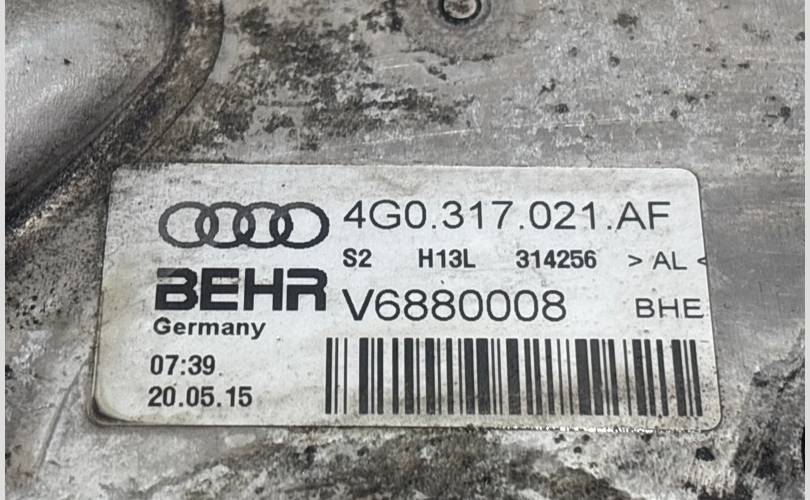 4G0.317.021.AF
S2 H13L 314256 > AL <
BEHR V6880008 BHE
Germany
07:39
20.05.15